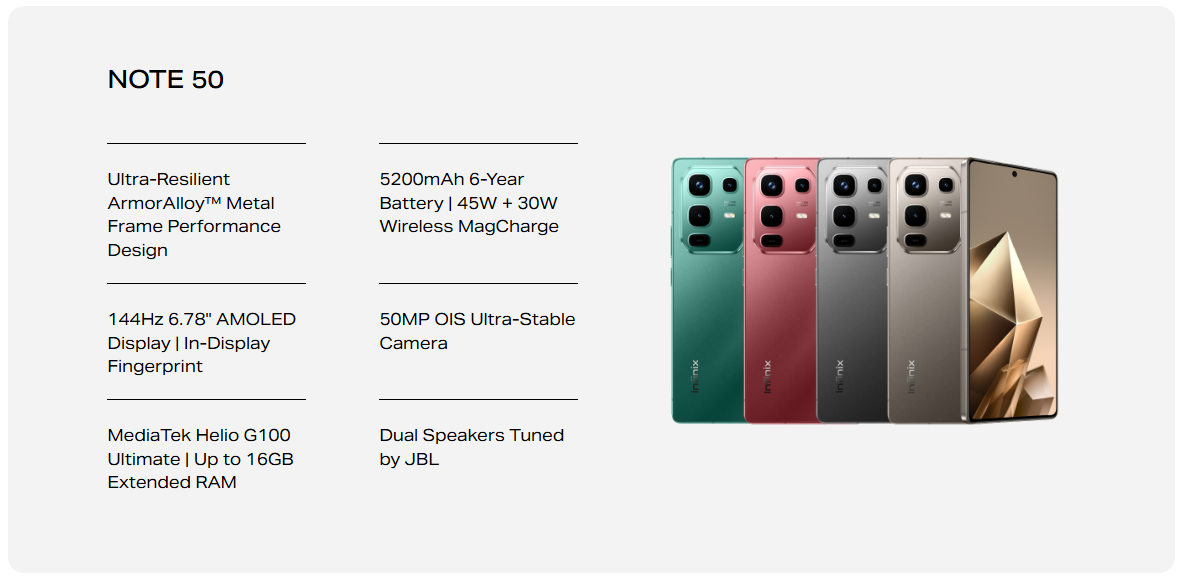 NOTE 50
Ultra-Resilient
ArmorAlloy™ Metal
Frame Performance
Design
5200mAh 6-Year
Battery | 45W + 30W
Wireless MagCharge
144Hz 6.78" AMOLED
Display | In-Display
Fingerprint
50MP OIS Ultra-Stable
Camera
MediaTek Helio G100
Ultimate | Up to 16GB
Extended RAM
Dual Speakers Tuned
by JBL
Infinix
Infinix
Infinix
Infinix